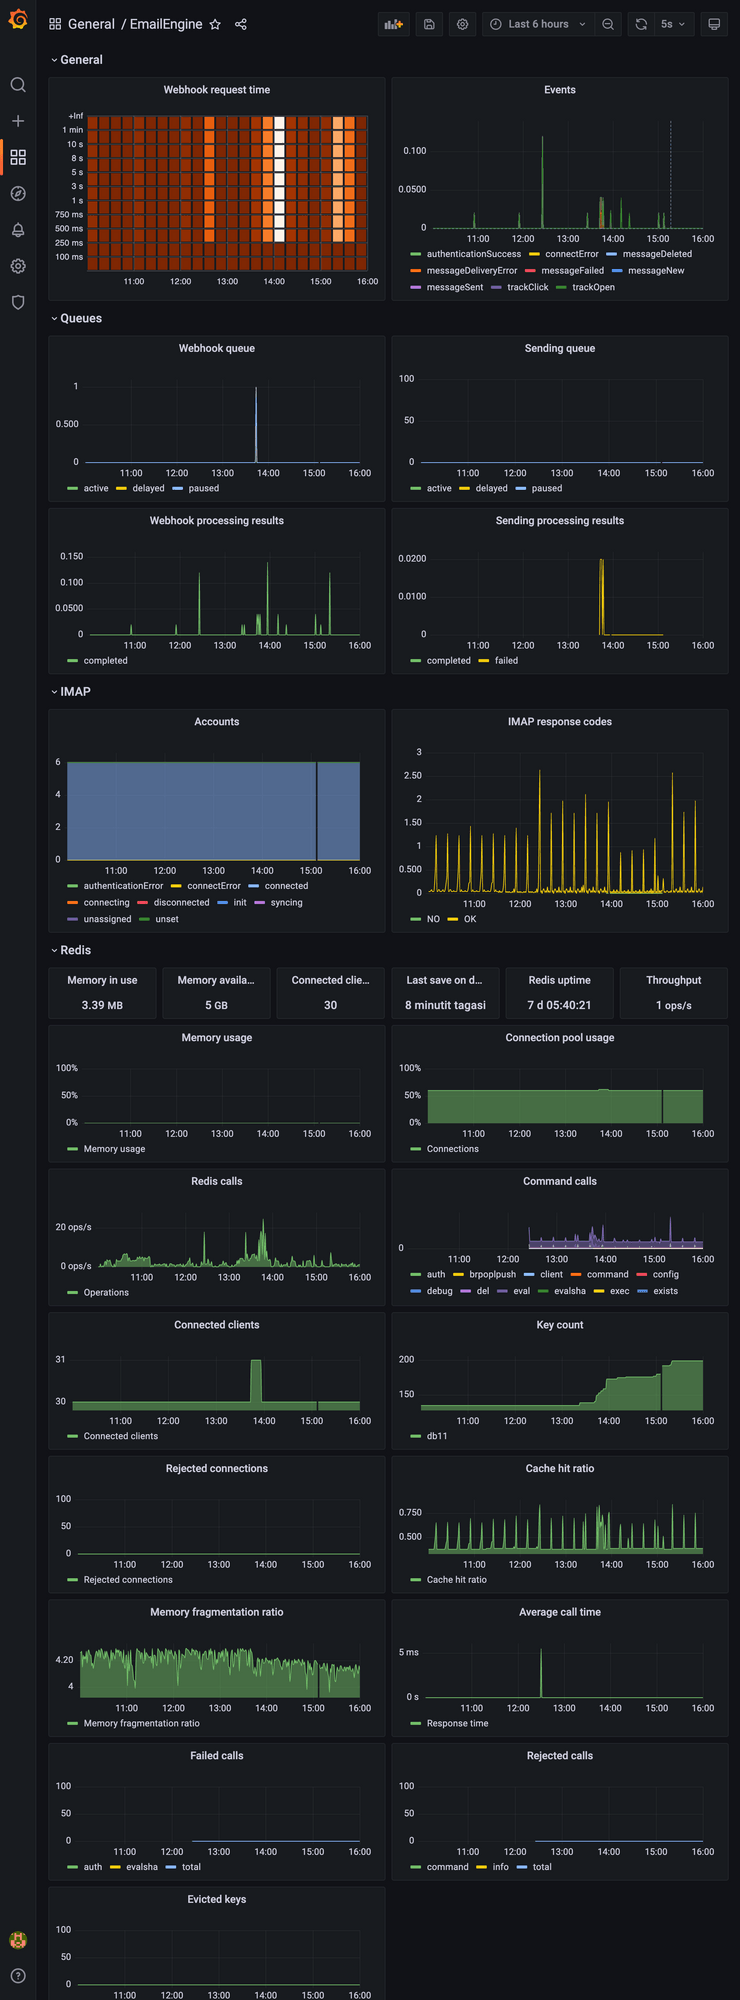 General / EmailEngine
Last 6 hours
5s
General
Webhook request time
+Inf
1 min
10 s
8 s
5 s
3 s
1 s
750 ms
500 ms
250 ms
100 ms
11:00 12:00 13:00 14:00 15:00 16:00
Events
0.100
0.0500
0
11:00 12:00 13:00 14:00 15:00 16:00
authenticationSuccess connectError messageDeleted
messageDeliveryError messageFailed messageNew
messageSent trackClick trackOpen
Queues
Webhook queue
1
0.500
0
11:00 12:00 13:00 14:00 15:00 16:00
active delayed paused
Sending queue
100
50
0
11:00 12:00 13:00 14:00 15:00 16:00
active delayed paused
Webhook processing results
0.150
0.100
0.0500
0
11:00 12:00 13:00 14:00 15:00 16:00
completed
Sending processing results
0.0200
0.0100
0
11:00 12:00 13:00 14:00 15:00 16:00
completed failed
IMAP
Accounts
6
4
2
0
11:00 12:00 13:00 14:00 15:00 16:00
authenticationError connectError connected
connecting disconnected init syncing
unassigned unset
IMAP response codes
3
2.50
2
1.50
1
0.500
0
11:00 12:00 13:00 14:00 15:00 16:00
NO OK
Redis
Memory in use
3.39 MB
Memory availa...
5 GB
Connected clie...
30
Last save on d...
8 minutit tagasi
Redis uptime
7 d 05:40:21
Throughput
1 ops/s
Memory usage
100%
50%
0%
11:00 12:00 13:00 14:00 15:00 16:00
Memory usage
Connection pool usage
100%
50%
0%
11:00 12:00 13:00 14:00 15:00 16:00
Connections
Redis calls
20 ops/s
0 ops/s
11:00 12:00 13:00 14:00 15:00 16:00
Operations
Command calls
0
11:00 12:00 13:00 14:00 15:00 16:00
auth brpoplpush client command config
debug del eval evalsha exec exists
Connected clients
31
30
11:00 12:00 13:00 14:00 15:00 16:00
Connected clients
Key count
200
150
11:00 12:00 13:00 14:00 15:00 16:00
db11
Rejected connections
100
50
0
11:00 12:00 13:00 14:00 15:00 16:00
Rejected connections
Cache hit ratio
0.750
0.500
11:00 12:00 13:00 14:00 15:00 16:00
Cache hit ratio
Memory fragmentation ratio
4.20
4
11:00 12:00 13:00 14:00 15:00 16:00
Memory fragmentation ratio
Average call time
5 ms
0 s
11:00 12:00 13:00 14:00 15:00 16:00
Response time
Failed calls
100
50
0
11:00 12:00 13:00 14:00 15:00 16:00
auth evalsha total
Rejected calls
100
50
0
11:00 12:00 13:00 14:00 15:00 16:00
command info total
Evicted keys
100
50
0
11:00 12:00 13:00 14:00 15:00 16:00